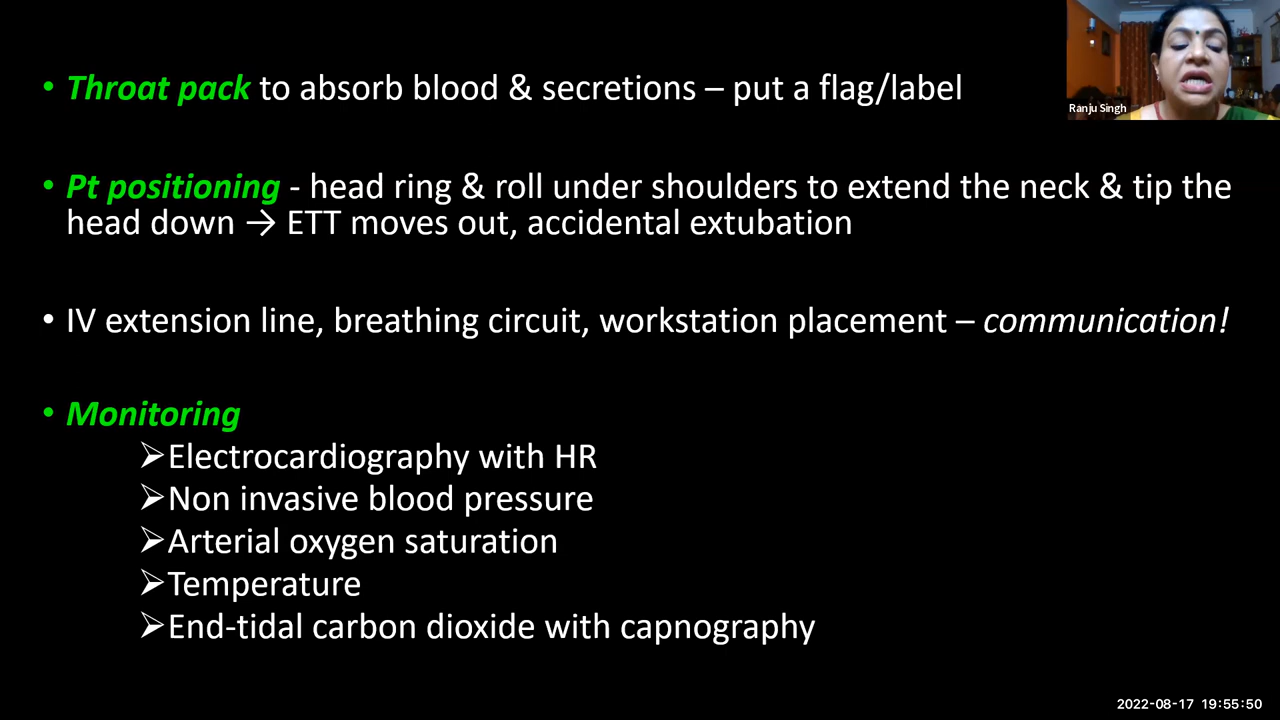 • Throat pack to absorb blood & secretions – put a flag/label
Ranju Singh
• Pt positioning - head ring & roll under shoulders to extend the neck & tip the
head down → ETT moves out, accidental extubation
• IV extension line, breathing circuit, workstation placement – communication!
• Monitoring
➢Electrocardiography with HR
➢Non invasive blood pressure
➢Arterial oxygen saturation
➢Temperature
➢End-tidal carbon dioxide with capnography
2022-08-17 19:55:50